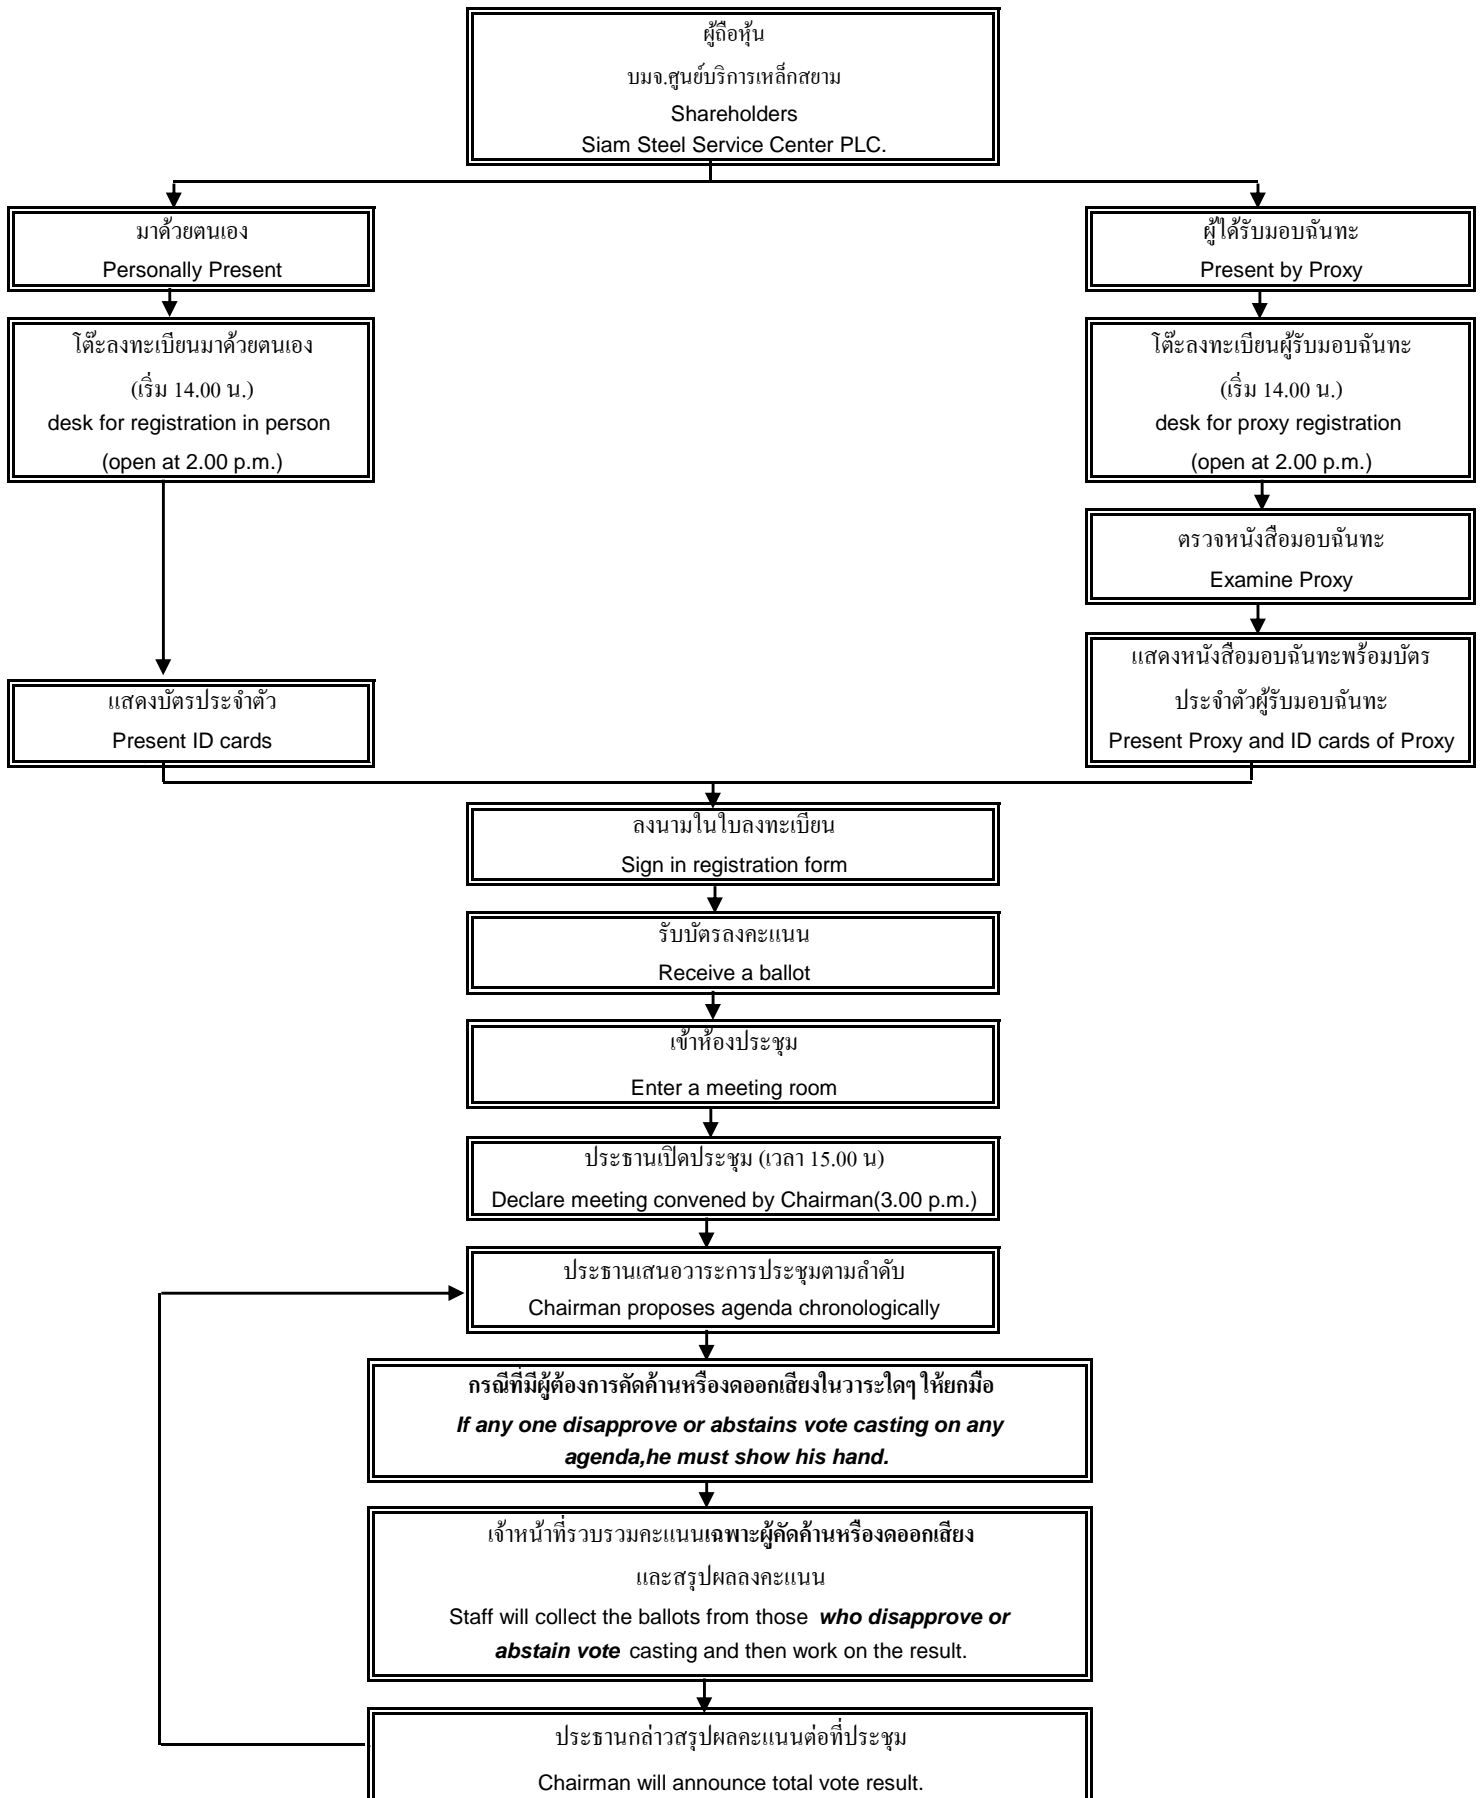 ผู้ถือหุ้น
บมจ.ศูนย์บริการเหล็กสยาม
Shareholders
Siam Steel Service Center PLC.
มาด้วยตนเอง
Personally Present
ผู้ได้รับมอบฉันทะ
Present by Proxy
โต๊ะลงทะเบียนมาด้วยตนเอง
(เริ่ม 14.00 น.)
desk for registration in person
(open at 2.00 p.m.)
โต๊ะลงทะเบียนผู้รับมอบฉันทะ
(เริ่ม 14.00 น.)
desk for proxy registration
(open at 2.00 p.m.)
ตรวจหนังสือมอบฉันทะ
Examine Proxy
แสดงบัตรประจำตัว
Present ID cards
แสดงหนังสือมอบฉันทะพร้อมบัตร
ประจำตัวผู้รับมอบฉันทะ
Present Proxy and ID cards of Proxy
ลงนามในใบลงทะเบียน
Sign in registration form
รับบัตรลงคะแนน
Receive a ballot
เข้าห้องประชุม
Enter a meeting room
ประธานเปิดประชุม (เวลา 15.00 น)
Declare meeting convened by Chairman(3.00 p.m.)
ประธานเสนอวาระการประชุมตามลำดับ
Chairman proposes agenda chronologically
กรณีที่มีผู้ต้องการคัดค้านหรืองดออกเสียงในวาระใดๆ ให้ยกมือ
If any one disapprove or abstains vote casting on any
agenda,he must show his hand.
เจ้าหน้าที่รวบรวมคะแนนเฉพาะผู้คัดค้านหรืองดออกเสียง
และสรุปผลลงคะแนน
Staff will collect the ballots from those who disapprove or
abstain vote casting and then work on the result.
ประธานกล่าวสรุปผลคะแนนต่อที่ประชุม
Chairman will announce total vote result.